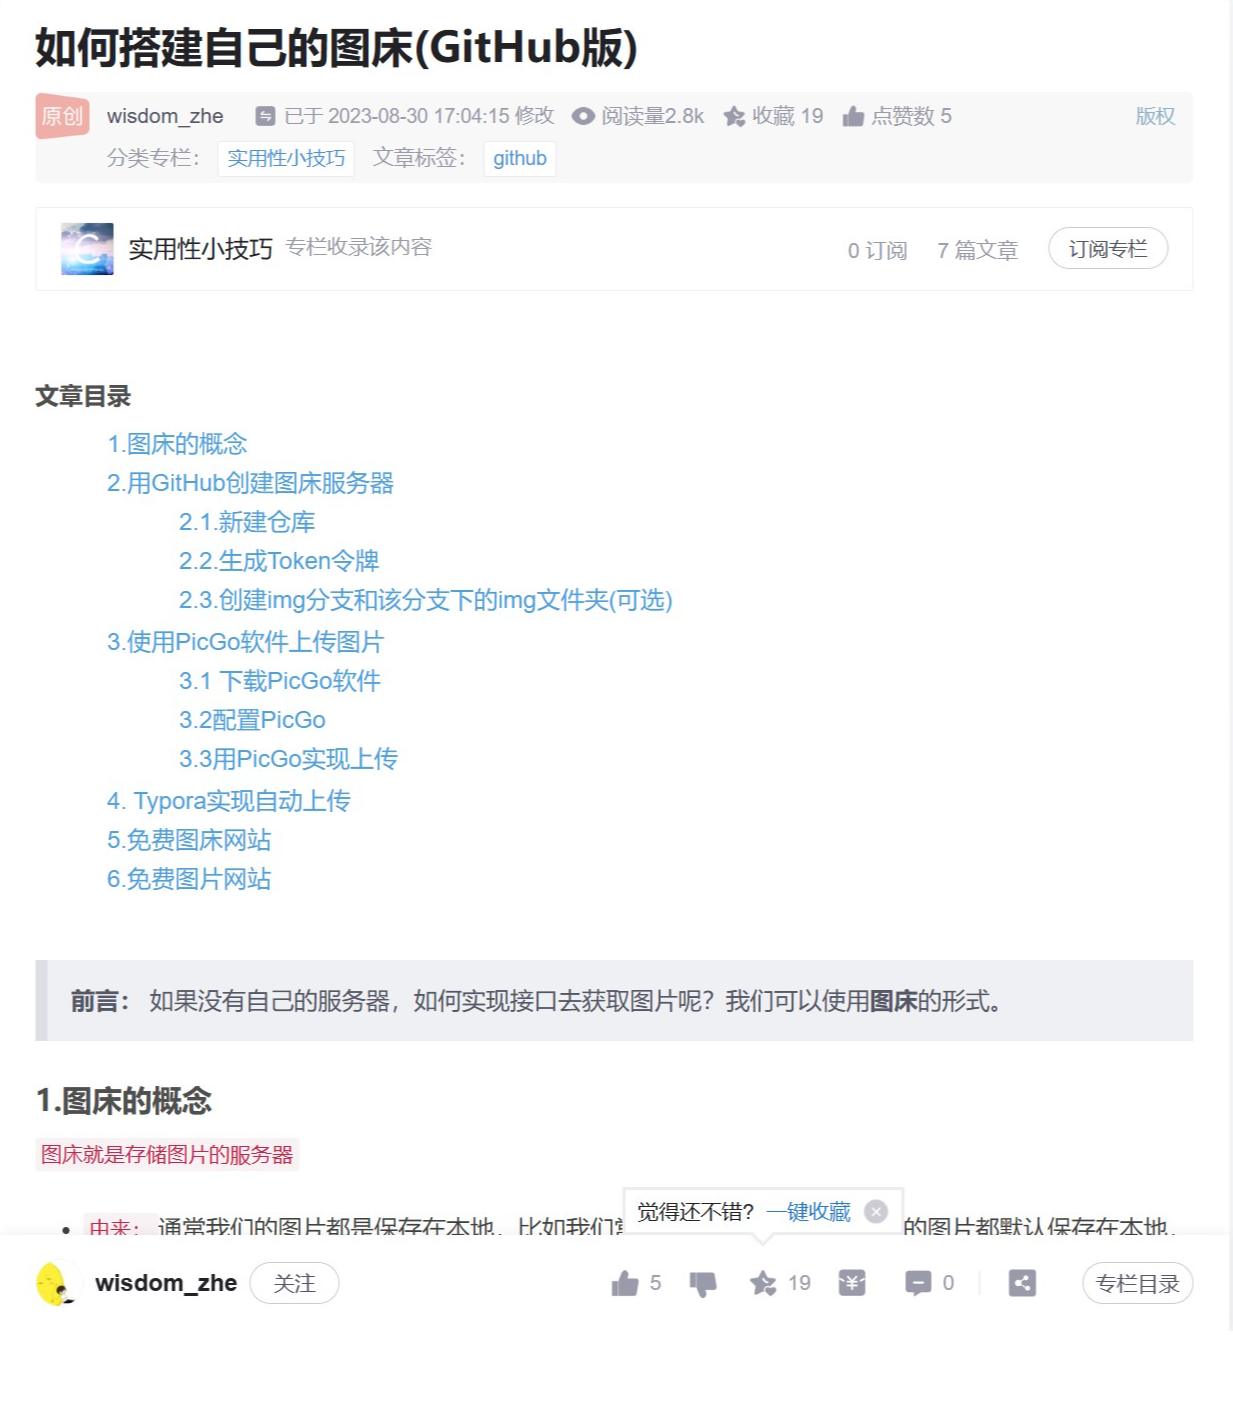 如何搭建自己的图床(GitHub版)
原创 wisdom_zhe 已于 2023-08-30 17:04:15 修改 阅读量2.8k 收藏 19 点赞数 5 版权
分类专栏： 实用性小技巧 文章标签： github
实用性小技巧 专栏收录该内容 0 订阅 7 篇文章 订阅专栏
文章目录
1.图床的概念
2.用GitHub创建图床服务器
2.1.新建仓库
2.2.生成Token令牌
2.3.创建img分支和该分支下的img文件夹(可选)
3.使用PicGo软件上传图片
3.1 下载PicGo软件
3.2配置PicGo
3.3用PicGo实现上传
4. Typora实现自动上传
5.免费图床网站
6.免费图片网站
前言： 如果没有自己的服务器，如何实现接口去获取图片呢？我们可以使用图床的形式。
1.图床的概念
图床就是存储图片的服务器
觉得还不错? 一键收藏
由来： 通常我们的图片都是保存在本地，比如我们 的图片都默认保存在本地，
wisdom_zhe 关注 5 19 0 专栏目录